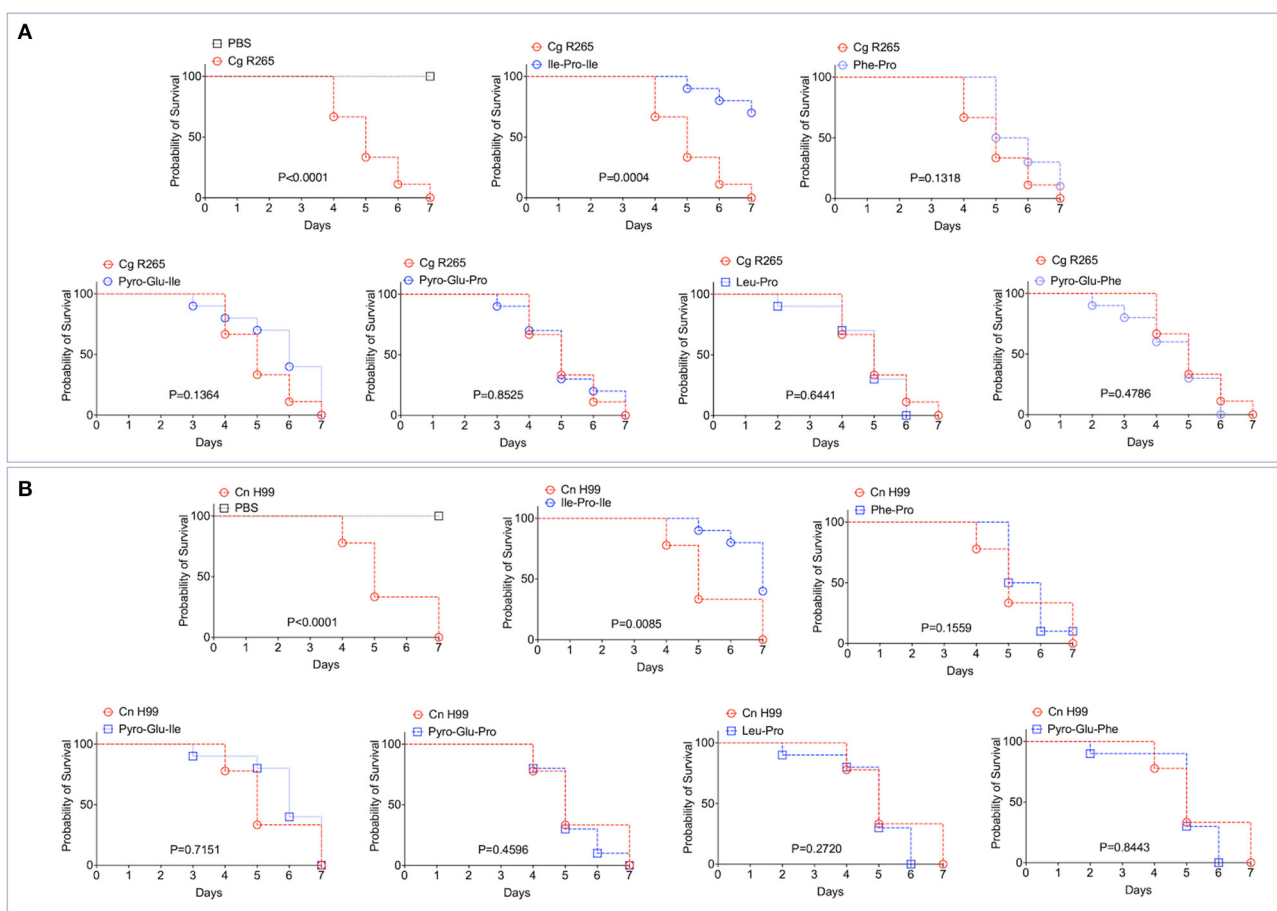 A
PBS
Cg R265
Probability of Survival
100
50
0
P<0.0001
0 1 2 3 4 5 6 7
Days
Cg R265
Ile-Pro-Ile
Probability of Survival
100
50
0
P=0.0004
0 1 2 3 4 5 6 7
Days
Cg R265
Phe-Pro
Probability of Survival
100
50
0
P=0.1318
0 1 2 3 4 5 6 7
Days
Cg R265
Pyro-Glu-Ile
Probability of Survival
100
50
0
P=0.1364
0 1 2 3 4 5 6 7
Days
Cg R265
Pyro-Glu-Pro
Probability of Survival
100
50
0
P=0.8525
0 1 2 3 4 5 6 7
Days
Cg R265
Leu-Pro
Probability of Survival
100
50
0
P=0.6441
0 1 2 3 4 5 6 7
Days
Cg R265
Pyro-Glu-Phe
Probability of Survival
100
50
0
P=0.4786
0 1 2 3 4 5 6 7
Days
B
Cn H99
PBS
Probability of Survival
100
50
0
P<0.0001
0 1 2 3 4 5 6 7
Days
Cn H99
Ile-Pro-Ile
Probability of Survival
100
50
0
P=0.0085
0 1 2 3 4 5 6 7
Days
Cn H99
Phe-Pro
Probability of Survival
100
50
0
P=0.1559
0 1 2 3 4 5 6 7
Days
Cn H99
Pyro-Glu-Ile
Probability of Survival
100
50
0
P=0.7151
0 1 2 3 4 5 6 7
Days
Cn H99
Pyro-Glu-Pro
Probability of Survival
100
50
0
P=0.4596
0 1 2 3 4 5 6 7
Days
Cn H99
Leu-Pro
Probability of Survival
100
50
0
P=0.2720
0 1 2 3 4 5 6 7
Days
Cn H99
Pyro-Glu-Phe
Probability of Survival
100
50
0
P=0.8443
0 1 2 3 4 5 6 7
Days